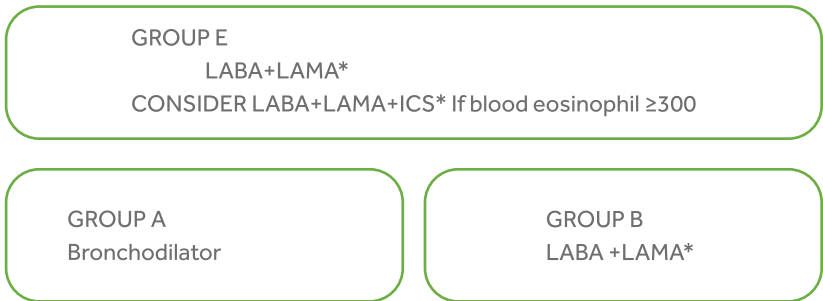 GROUP E
LABA+LAMA*
CONSIDER LABA+LAMA+ICS* If blood eosinophil ≥300
GROUP A
Bronchodilator
GROUP B
LABA +LAMA*